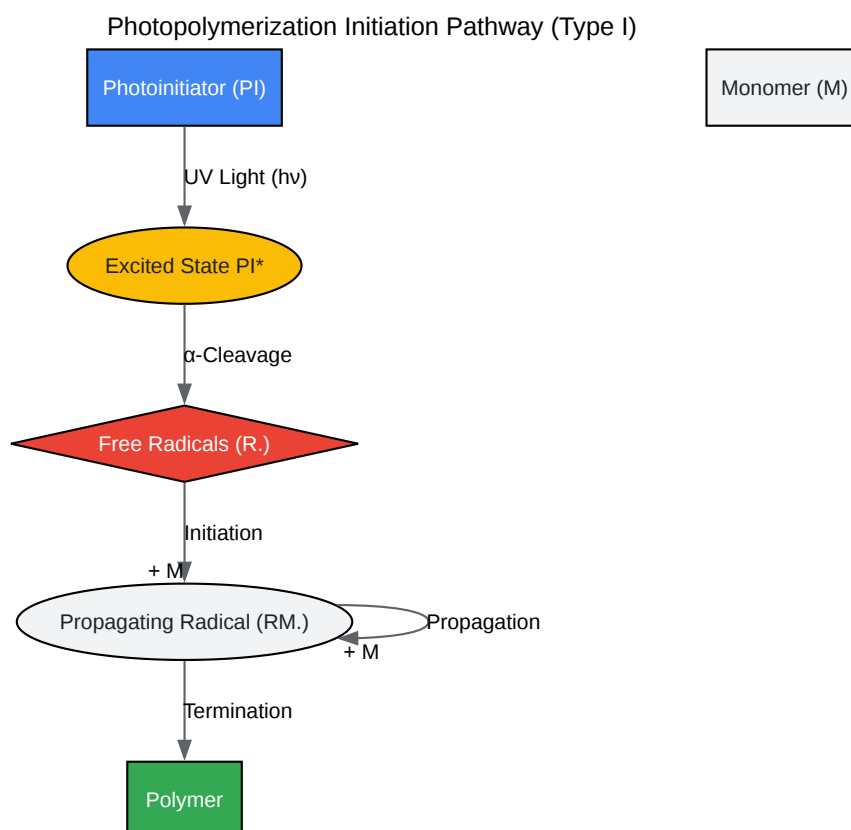 Photopolymerization Initiation Pathway (Type I)
Photoinitiator (PI)
Monomer (M)
UV Light (hν)
Excited State PI*
α-Cleavage
Free Radicals (R.)
Initiation
+ M
Propagating Radical (RM.)
Propagation
+ M
Termination
Polymer